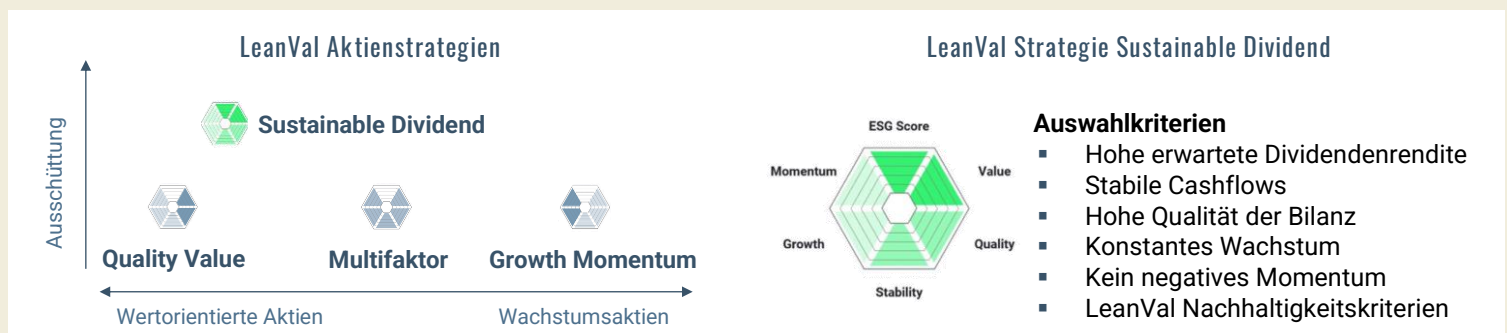 LeanVal Aktienstrategien
Ausschüttung
Sustainable Dividend
Quality Value
Multifaktor
Growth Momentum
Wertorientierte Aktien
Wachstumsaktien
LeanVal Strategie Sustainable Dividend
ESG Score
Momentum
Value
Growth
Quality
Stability
Auswahlkriterien
▪ Hohe erwartete Dividendenrendite
▪ Stabile Cashflows
▪ Hohe Qualität der Bilanz
▪ Konstantes Wachstum
▪ Kein negatives Momentum
▪ LeanVal Nachhaltigkeitskriterien